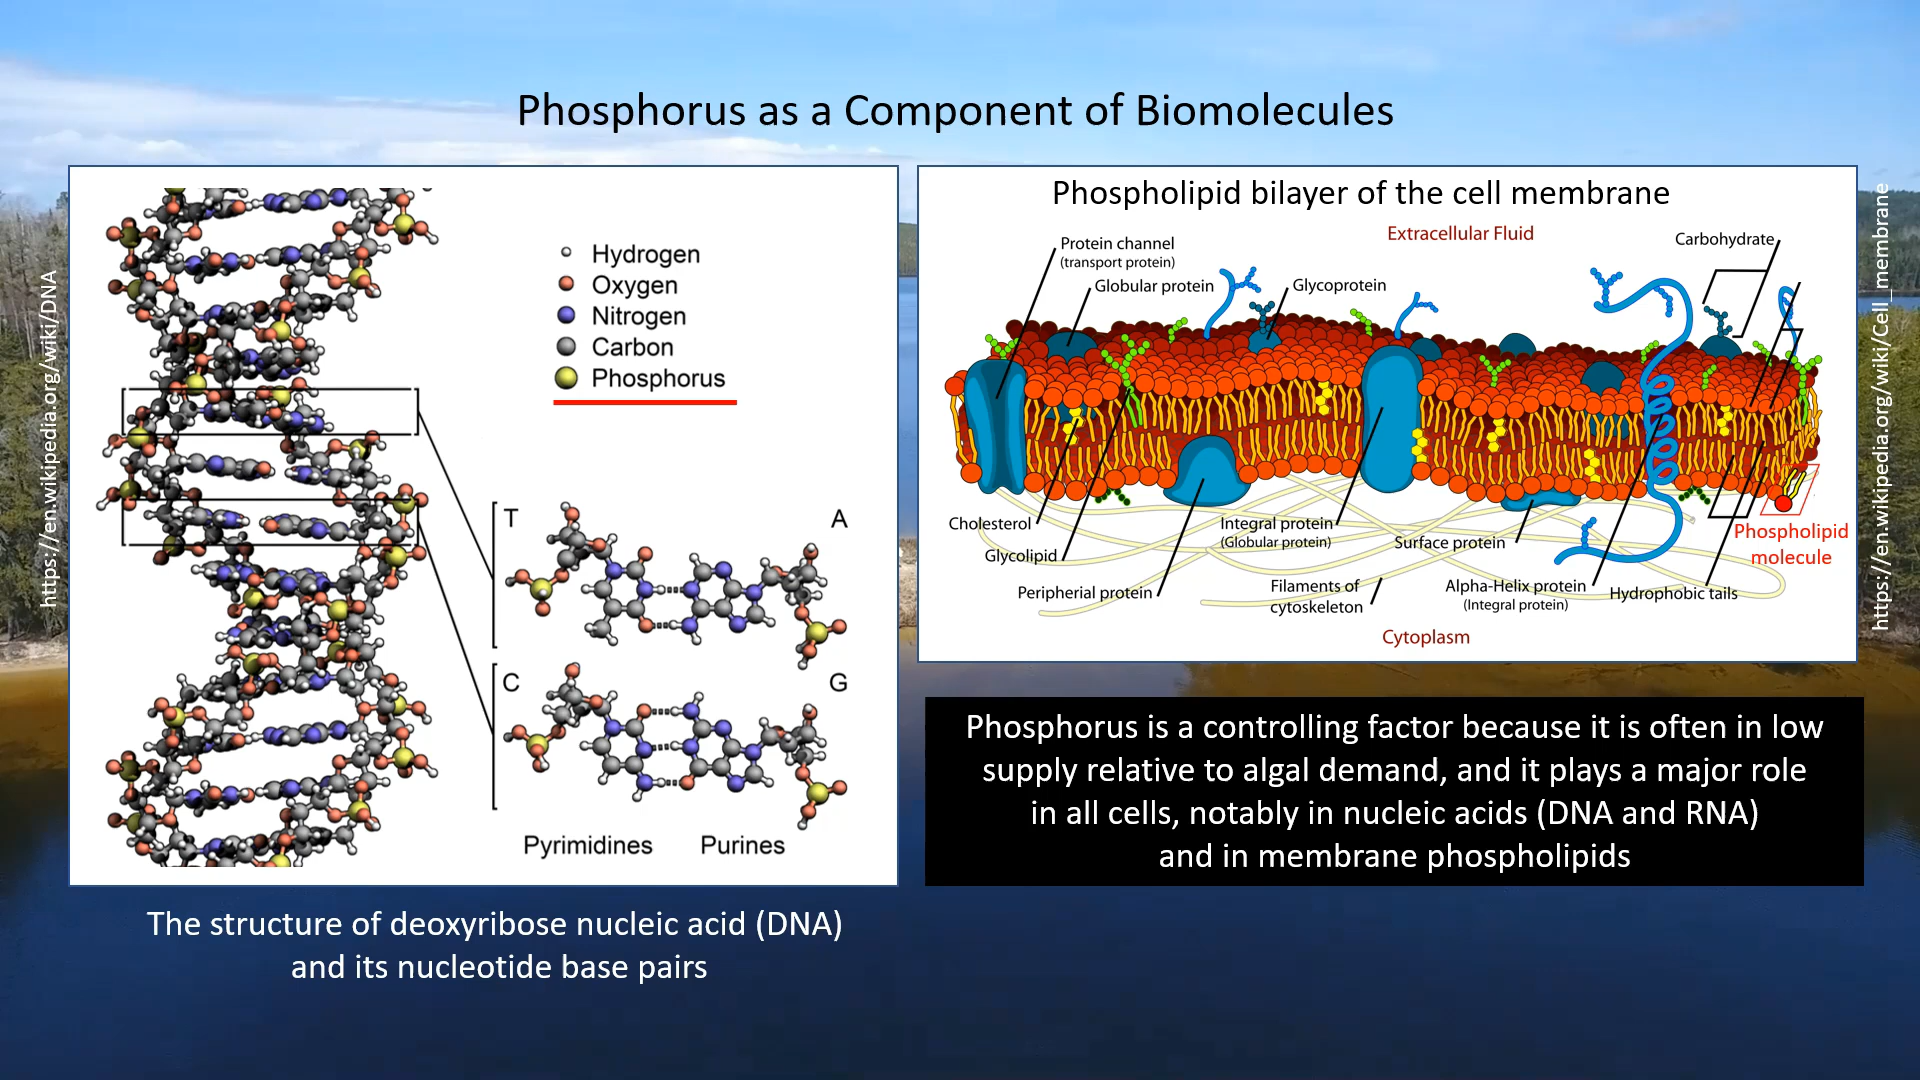 Phosphorus as a Component of Biomolecules
https://en.wikipedia.org/wiki/DNA
Hydrogen
Oxygen
Nitrogen
Carbon
Phosphorus
T
A
C
G
Pyrimidines
Purines
The structure of deoxyribose nucleic acid (DNA)
and its nucleotide base pairs
Phospholipid bilayer of the cell membrane
Extracellular Fluid
Carbohydrate
Protein channel
(transport protein)
Globular protein
Glycoprotein
Cholesterol
Glycolipid
Peripherial protein
Integral protein
(Globular protein)
Filaments of
cytoskeleton
Surface protein
Alpha-Helix protein
(Integral protein)
Hydrophobic tails
Phospholipid
molecule
Cytoplasm
https://en.wikipedia.org/wiki/Cell_membrane
Phosphorus is a controlling factor because it is often in low
supply relative to algal demand, and it plays a major role
in all cells, notably in nucleic acids (DNA and RNA)
and in membrane phospholipids